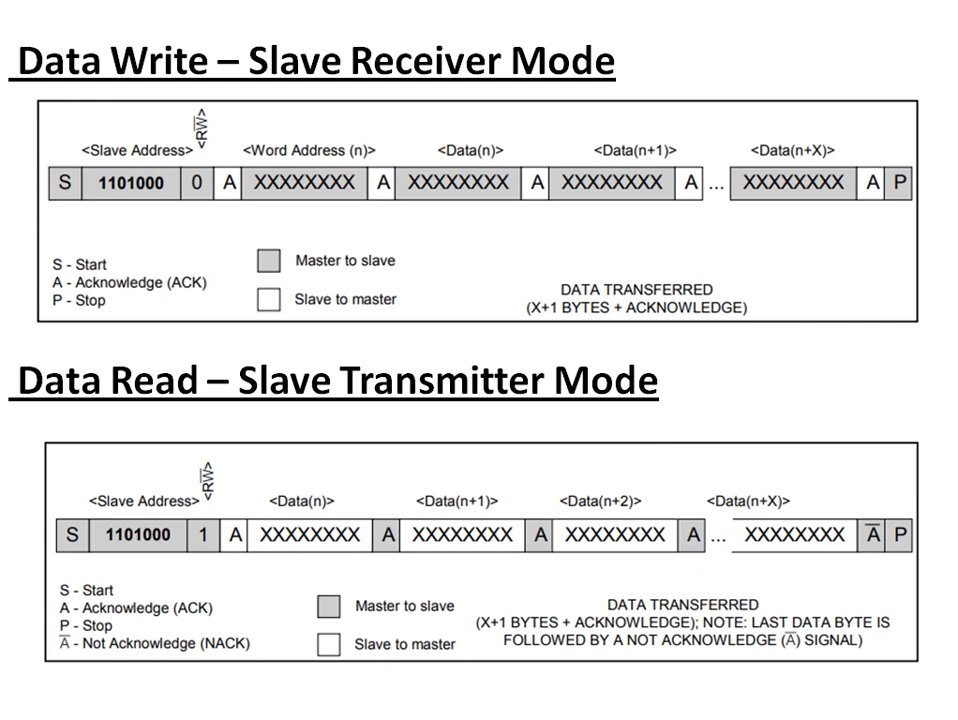 Data Write – Slave Receiver Mode
<RW̅>
<Slave Address> <Word Address (n)> <Data(n)> <Data(n+1)> <Data(n+X)>
S 1101000 0 A XXXXXXXX A XXXXXXXX A XXXXXXXX A ... XXXXXXXX A P
S - Start
A - Acknowledge (ACK)
P - Stop
Master to slave
Slave to master
DATA TRANSFERRED
(X+1 BYTES + ACKNOWLEDGE)
Data Read – Slave Transmitter Mode
<RW̅>
<Slave Address> <Data(n)> <Data(n+1)> <Data(n+2)> <Data(n+X)>
S 1101000 1 A XXXXXXXX A XXXXXXXX A XXXXXXXX A ... XXXXXXXX A̅ P
S - Start
A - Acknowledge (ACK)
P - Stop
A̅ - Not Acknowledge (NACK)
Master to slave
Slave to master
DATA TRANSFERRED
(X+1 BYTES + ACKNOWLEDGE); NOTE: LAST DATA BYTE IS
FOLLOWED BY A NOT ACKNOWLEDGE (A̅) SIGNAL)